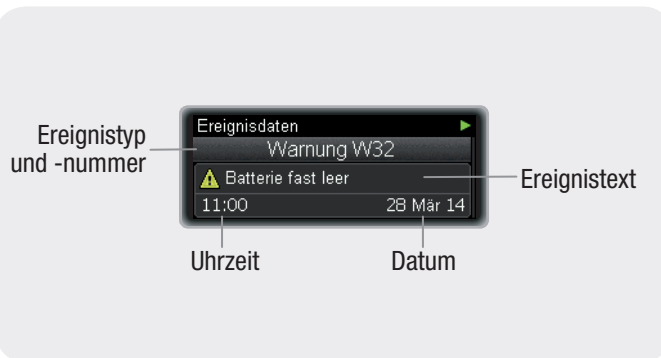 Ereignistyp
und -nummer
Ereignisdaten
Warnung W32
Batterie fast leer
11:00 28 Mär 14
Ereignistext
Uhrzeit
Datum